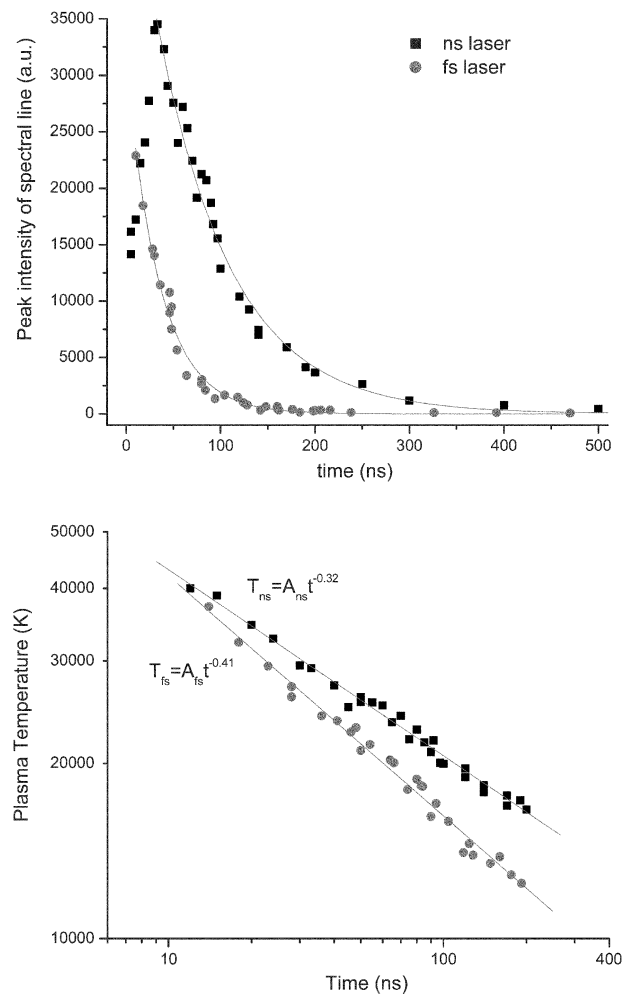 35000
30000
25000
20000
15000
10000
5000
0
Peak intensity of spectral line (a.u.)
ns laser
fs laser
0 100 200 300 400 500
time (ns)
50000
40000
30000
20000
10000
Plasma Temperature (K)
Tns=Anst-0.32
Tfs=Afst-0.41
10 100 400
Time (ns)